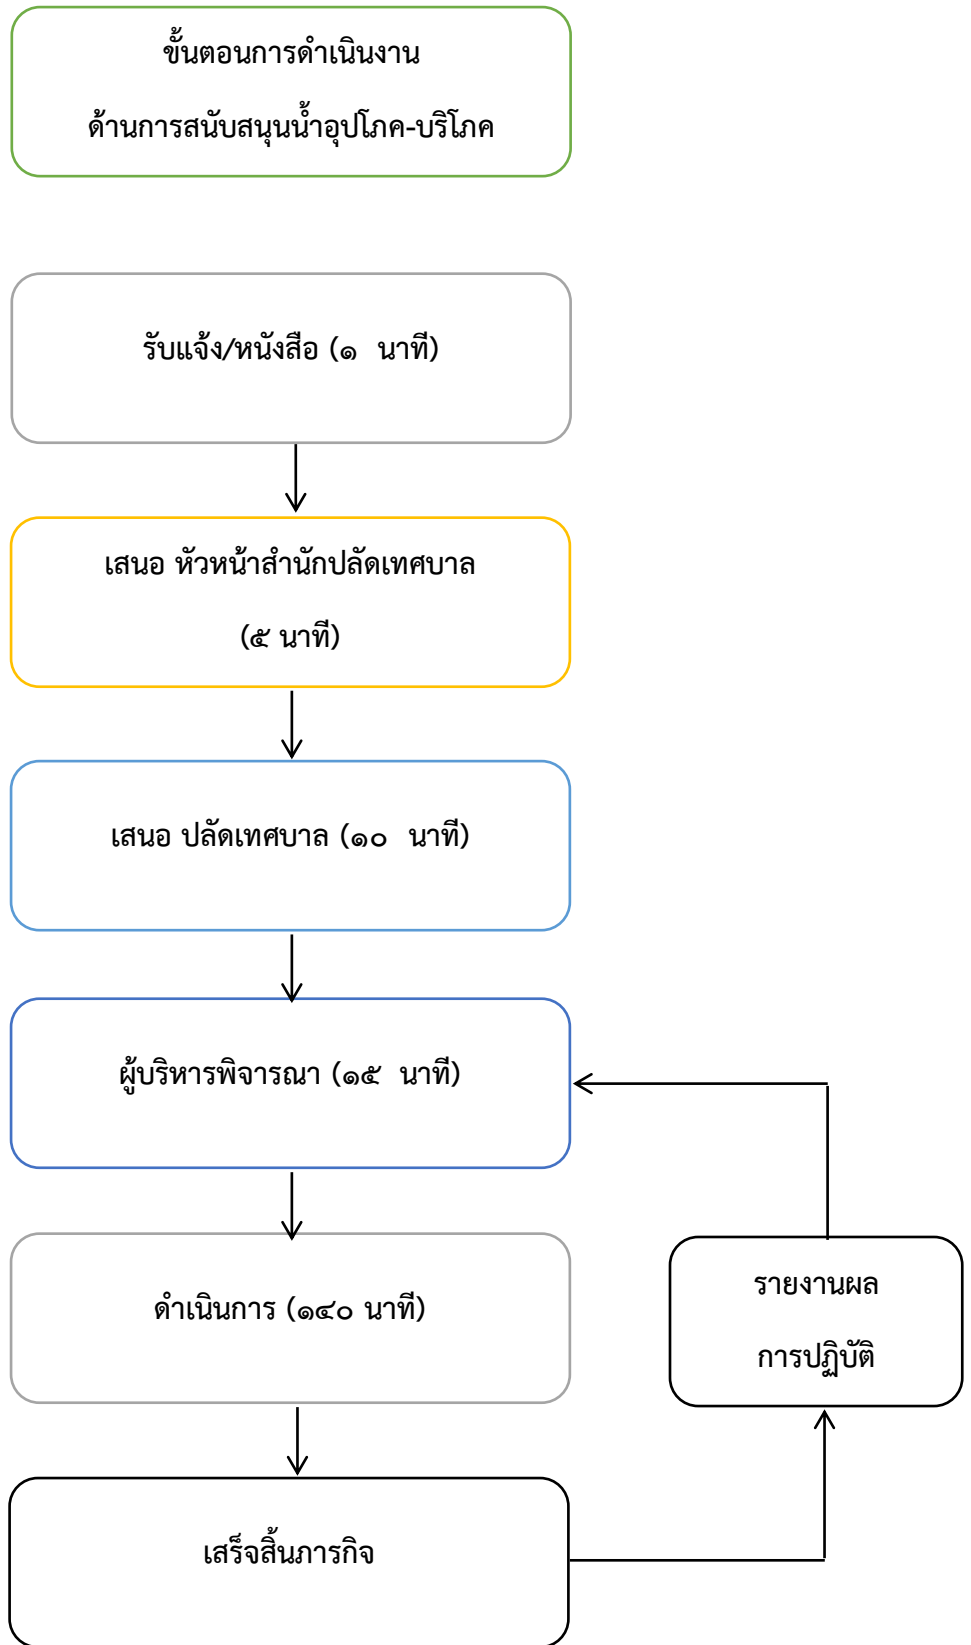 ขั้นตอนการดำเนินงาน
ด้านการสนับสนุนน้ำอุปโภค-บริโภค
รับแจ้ง/หนังสือ (๑ นาที)
เสนอ หัวหน้าสำนักปลัดเทศบาล
(๕ นาที)
เสนอ ปลัดเทศบาล (๑๐ นาที)
ผู้บริหารพิจารณา (๑๕ นาที)
ดำเนินการ (๑๔๐ นาที)
รายงานผล
การปฏิบัติ
เสร็จสิ้นภารกิจ